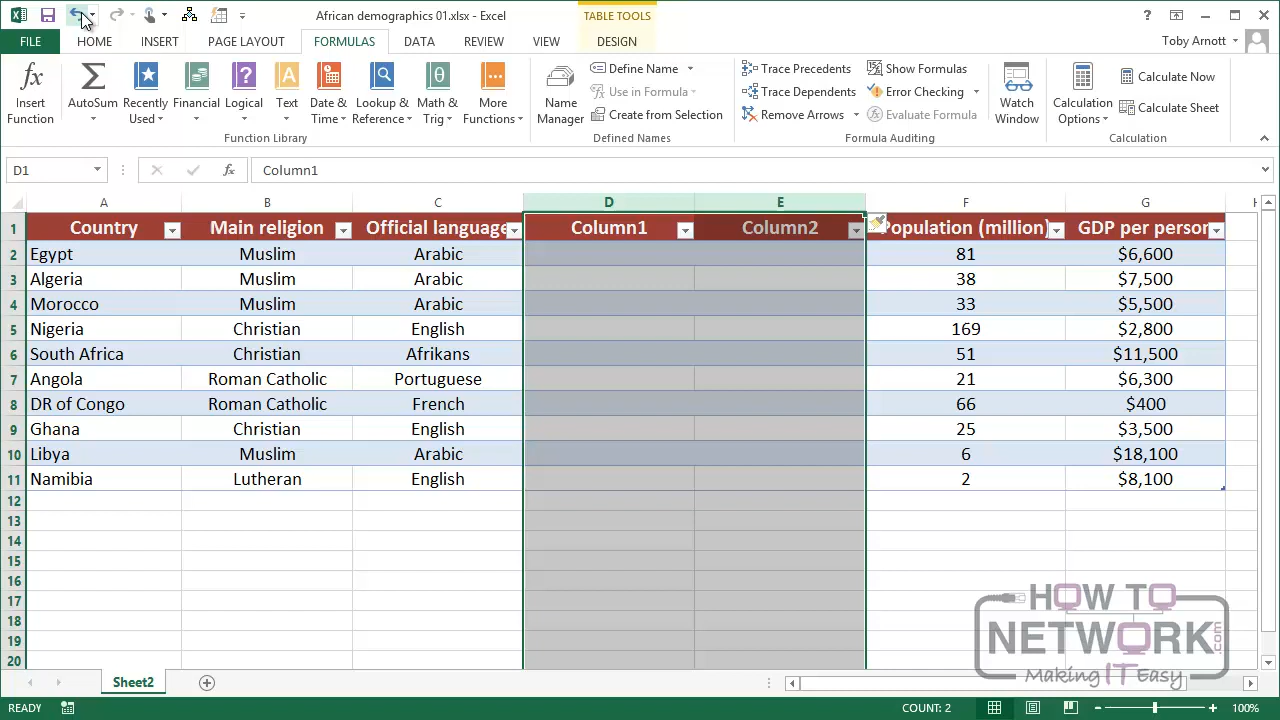 African demographics 01.xlsx - Excel
TABLE TOOLS
?
FILE HOME INSERT PAGE LAYOUT FORMULAS DATA REVIEW VIEW DESIGN
Toby Arnott
Insert Function
AutoSum
Recently Used
Financial
Logical
Text
Date & Time
Lookup & Reference
Math & Trig
More Functions
Function Library
Name Manager
Define Name
Use in Formula
Create from Selection
Defined Names
Trace Precedents
Trace Dependents
Remove Arrows
Show Formulas
Error Checking
Evaluate Formula
Formula Auditing
Watch Window
Calculation Options
Calculate Now
Calculate Sheet
Calculation
D1 fx Column1
A B C D E F G
1 Country Main religion Official language Column1 Column2 Population (million) GDP per person
2 Egypt Muslim Arabic 81 $6,600
3 Algeria Muslim Arabic 38 $7,500
4 Morocco Muslim Arabic 33 $5,500
5 Nigeria Christian English 169 $2,800
6 South Africa Christian Afrikans 51 $11,500
7 Angola Roman Catholic Portuguese 21 $6,300
8 DR of Congo Roman Catholic French 66 $400
9 Ghana Christian English 25 $3,500
10 Libya Muslim Arabic 6 $18,100
11 Namibia Lutheran English 2 $8,100
12
13
14
15
16
17
18
19
20
HOW TO
NETWORK.com
Making IT Easy
Sheet2
READY
COUNT: 2
100%